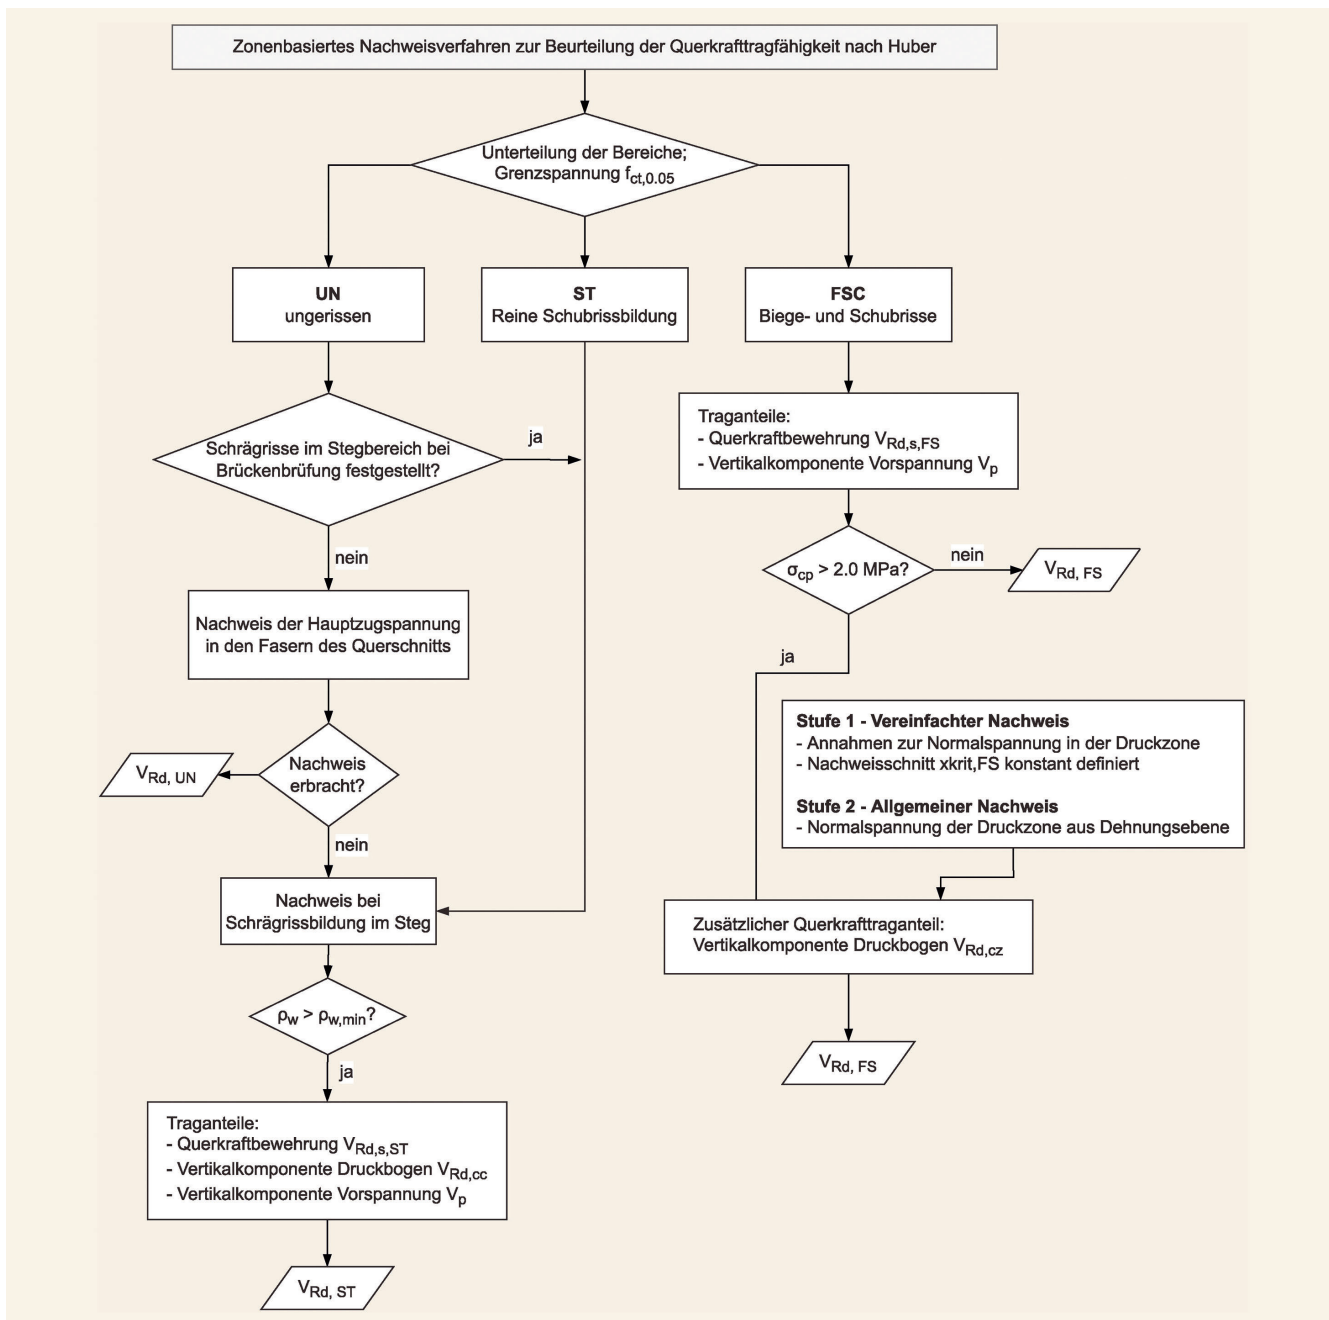 Zonenbasiertes Nachweisverfahren zur Beurteilung der Querkrafttragfähigkeit nach Huber
Unterteilung der Bereiche;
Grenzspannung fct,0.05
UN
ungerissen
ST
Reine Schubrissbildung
FSC
Biege- und Schubrisse
Schrägrisse im Stegbereich bei
Brückenbrüfung festgestellt?
ja
nein
Nachweis der Hauptzugspannung
in den Fasern des Querschnitts
Nachweis
erbracht?
VRd, UN
nein
Nachweis bei
Schrägrissbildung im Steg
ρw > ρw,min?
ja
Traganteile:
- Querkraftbewehrung VRd,s,ST
- Vertikalkomponente Druckbogen VRd,cc
- Vertikalkomponente Vorspannung Vp
VRd, ST
Traganteile:
- Querkraftbewehrung VRd,s,FS
- Vertikalkomponente Vorspannung Vp
σcp > 2.0 MPa?
nein
VRd, FS
ja
Stufe 1 - Vereinfachter Nachweis
- Annahmen zur Normalspannung in der Druckzone
- Nachweisschnitt xkrit,FS konstant definiert
Stufe 2 - Allgemeiner Nachweis
- Normalspannung der Druckzone aus Dehnungsebene
Zusätzlicher Querkrafttraganteil:
Vertikalkomponente Druckbogen VRd,cz
VRd, FS